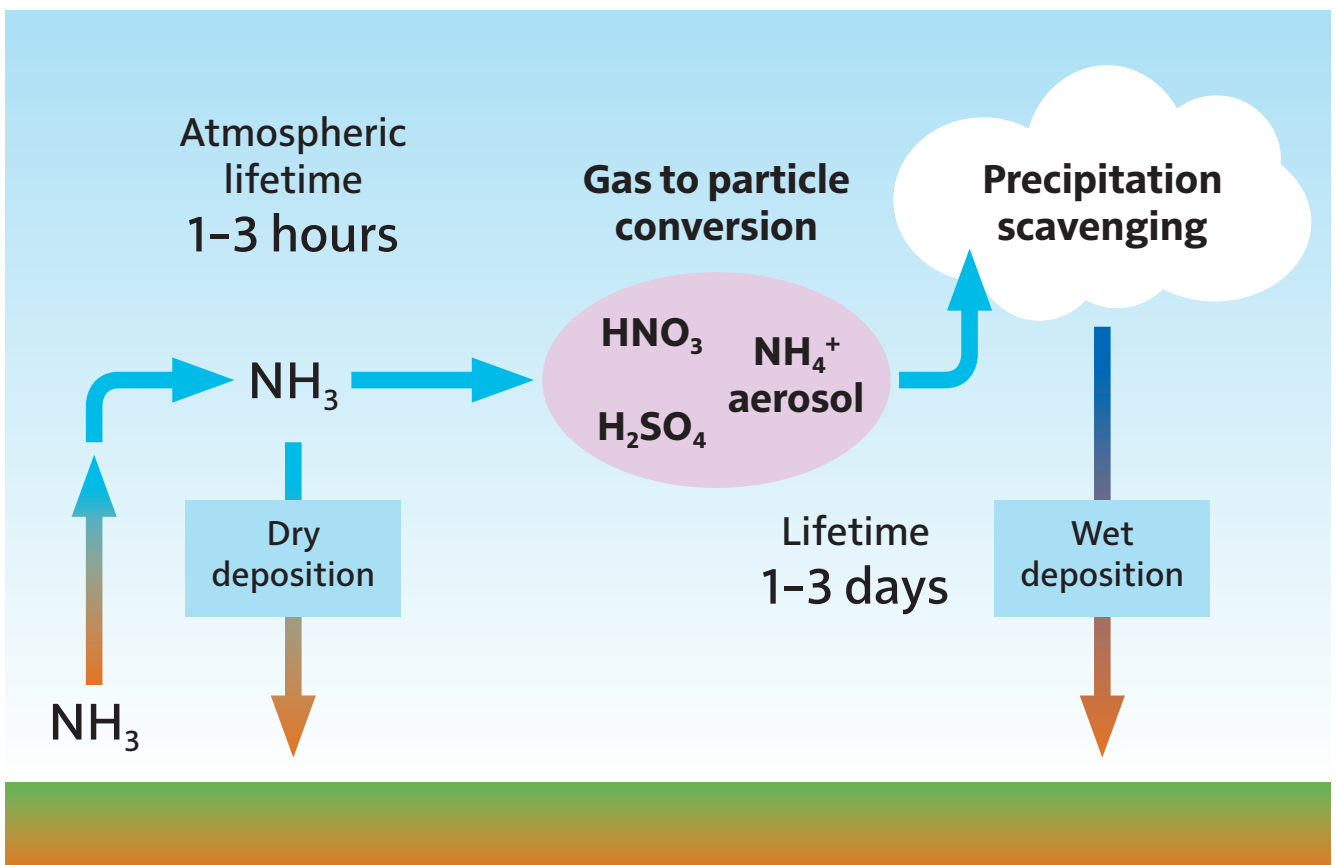 Atmospheric
lifetime
1–3 hours
Gas to particle
conversion
Precipitation
scavenging
NH₃
HNO₃
H₂SO₄
NH₄⁺
aerosol
Dry
deposition
Lifetime
1–3 days
Wet
deposition
NH₃